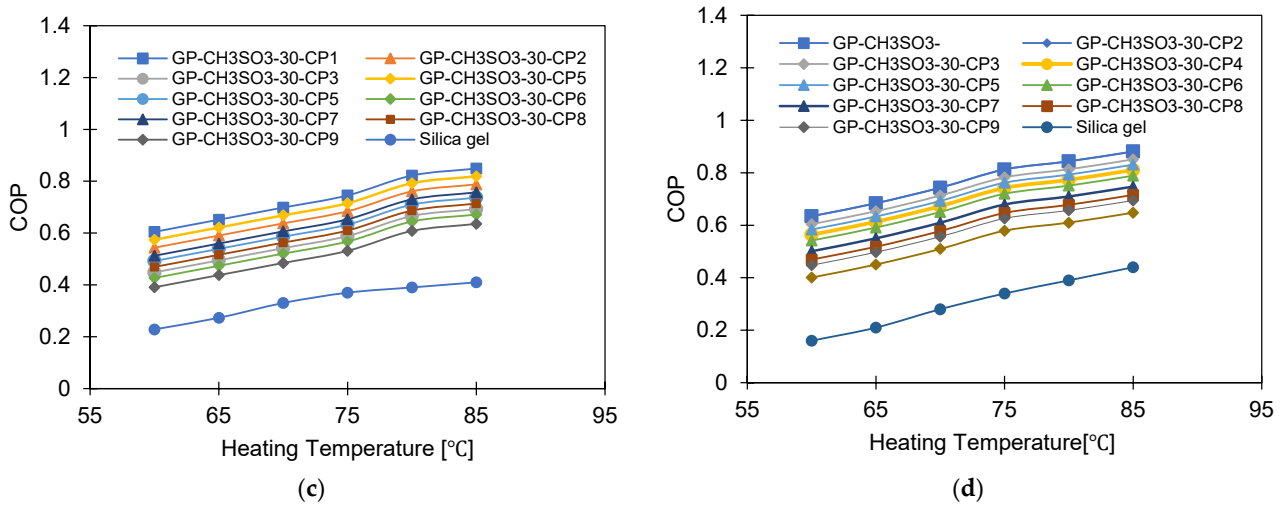 1.4
1.2
1
0.8
0.6
0.4
0.2
0
COP
GP-CH3SO3-30-CP1 GP-CH3SO3-30-CP2
GP-CH3SO3-30-CP3 GP-CH3SO3-30-CP5
GP-CH3SO3-30-CP5 GP-CH3SO3-30-CP6
GP-CH3SO3-30-CP7 GP-CH3SO3-30-CP8
GP-CH3SO3-30-CP9 Silica gel
55 65 75 85 95
Heating Temperature [℃]
(c)
1.4
1.2
1
0.8
0.6
0.4
0.2
0
COP
GP-CH3SO3- GP-CH3SO3-30-CP2
GP-CH3SO3-30-CP3 GP-CH3SO3-30-CP4
GP-CH3SO3-30-CP5 GP-CH3SO3-30-CP6
GP-CH3SO3-30-CP7 GP-CH3SO3-30-CP8
GP-CH3SO3-30-CP9 Silica gel
55 65 75 85 95
Heating Temperature[℃]
(d)